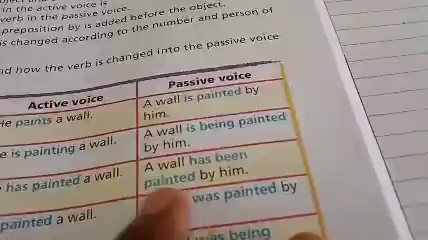 in the active voice is
verb in the passive voice.
preposition by is added before the object.
is changed according to the number and person of
how the verb is changed into the passive voice
Active voice
Passive voice
He paints a wall.
A wall is painted by
him.
is painting a wall.
A wall is being painted
by him.
has painted a wall.
A wall has been
painted by him.
painted a wall.
was painted by
was being